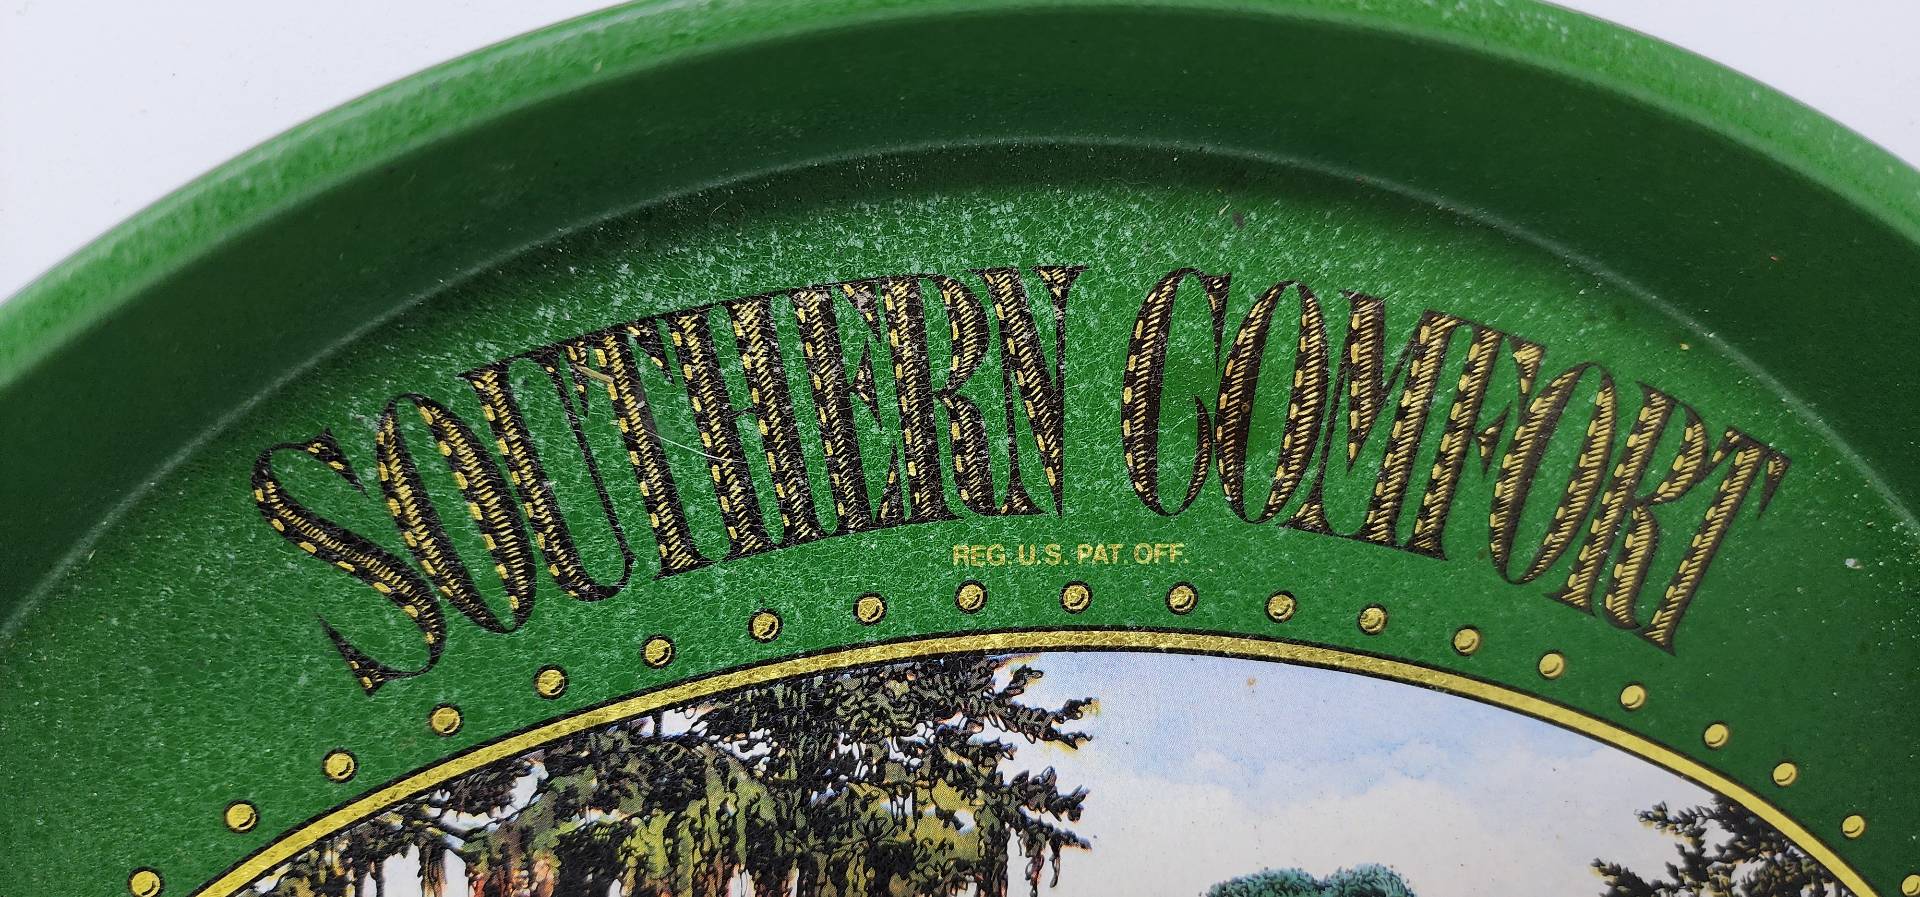 SOUTHERN COMFORT
REG. U.S. PAT. OFF.